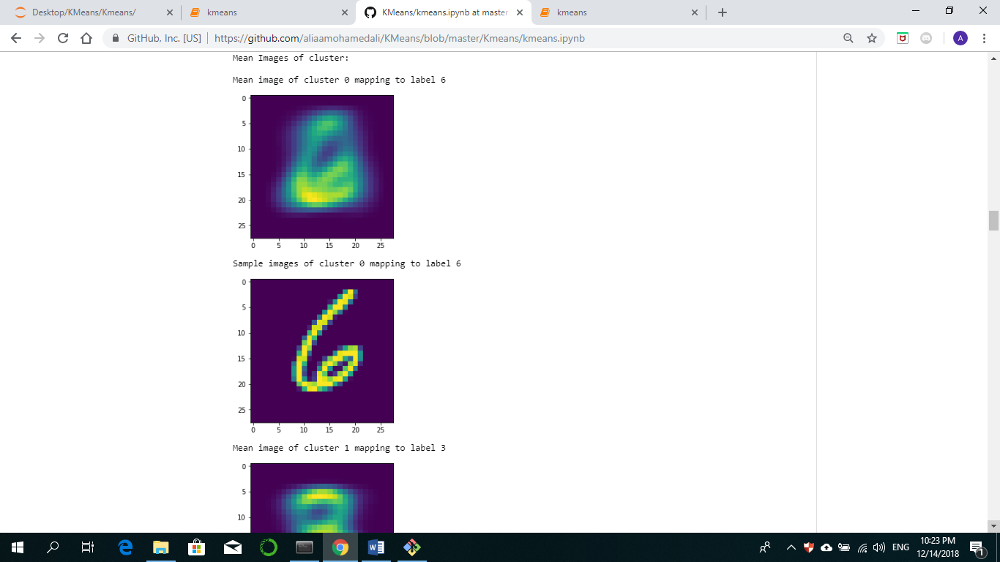 Desktop/KMeans/Kmeans/
kmeans
KMeans/kmeans.ipynb at master
kmeans
GitHub, Inc. [US]
https://github.com/aliaamohamedali/KMeans/blob/master/Kmeans/kmeans.ipynb
A
Mean Images of cluster:
Mean image of cluster 0 mapping to label 6
0
5
10
15
20
25
0 5 10 15 20 25
Sample images of cluster 0 mapping to label 6
0
5
10
15
20
25
0 5 10 15 20 25
Mean image of cluster 1 mapping to label 3
0
5
10
ENG
10:23 PM
12/14/2018
1